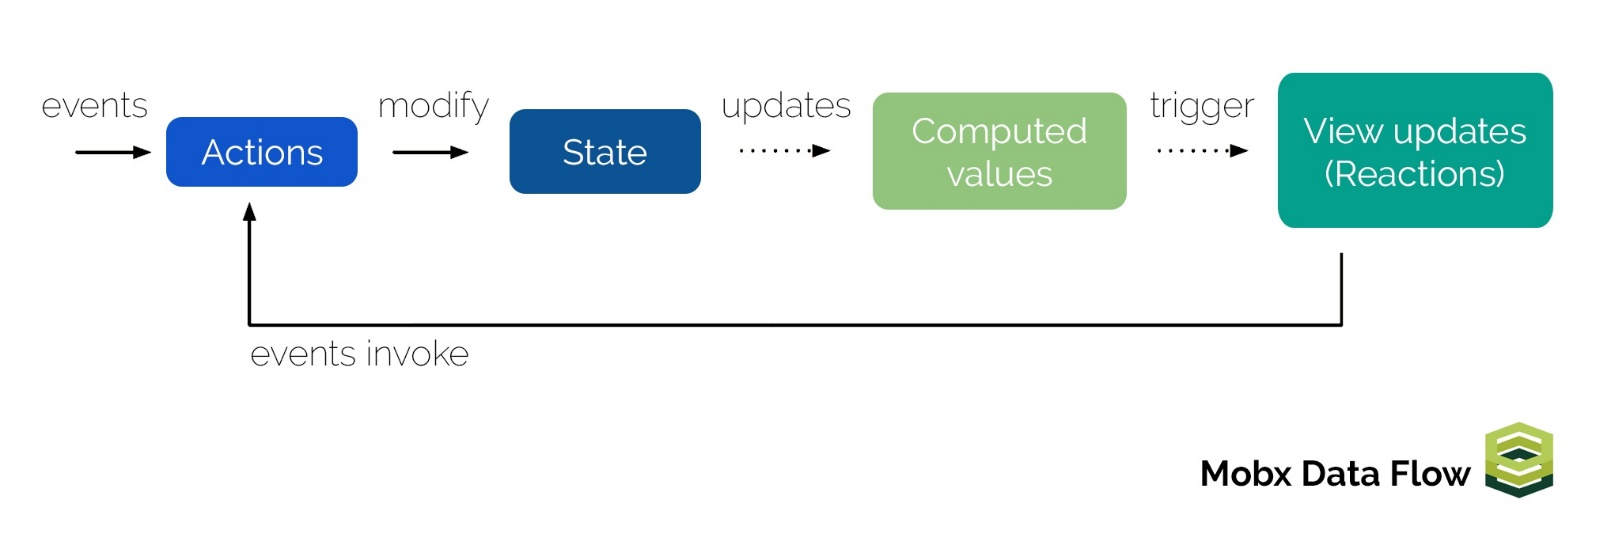 events
Actions
modify
State
updates
Computed
values
trigger
View updates
(Reactions)
events invoke
Mobx Data Flow